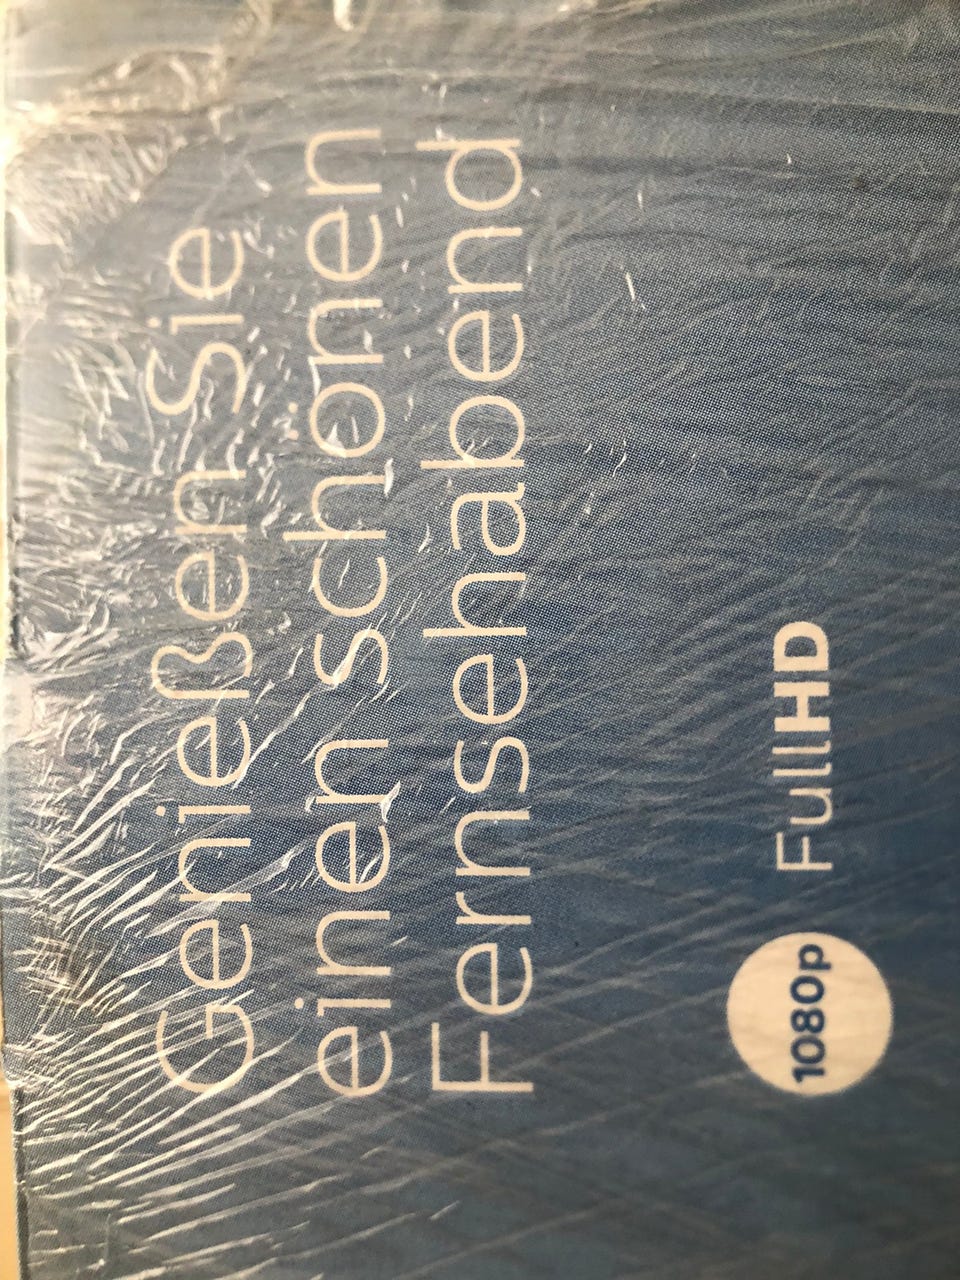 Genießen Sie
einen schönen
Fernsehabend
1080p FullHD